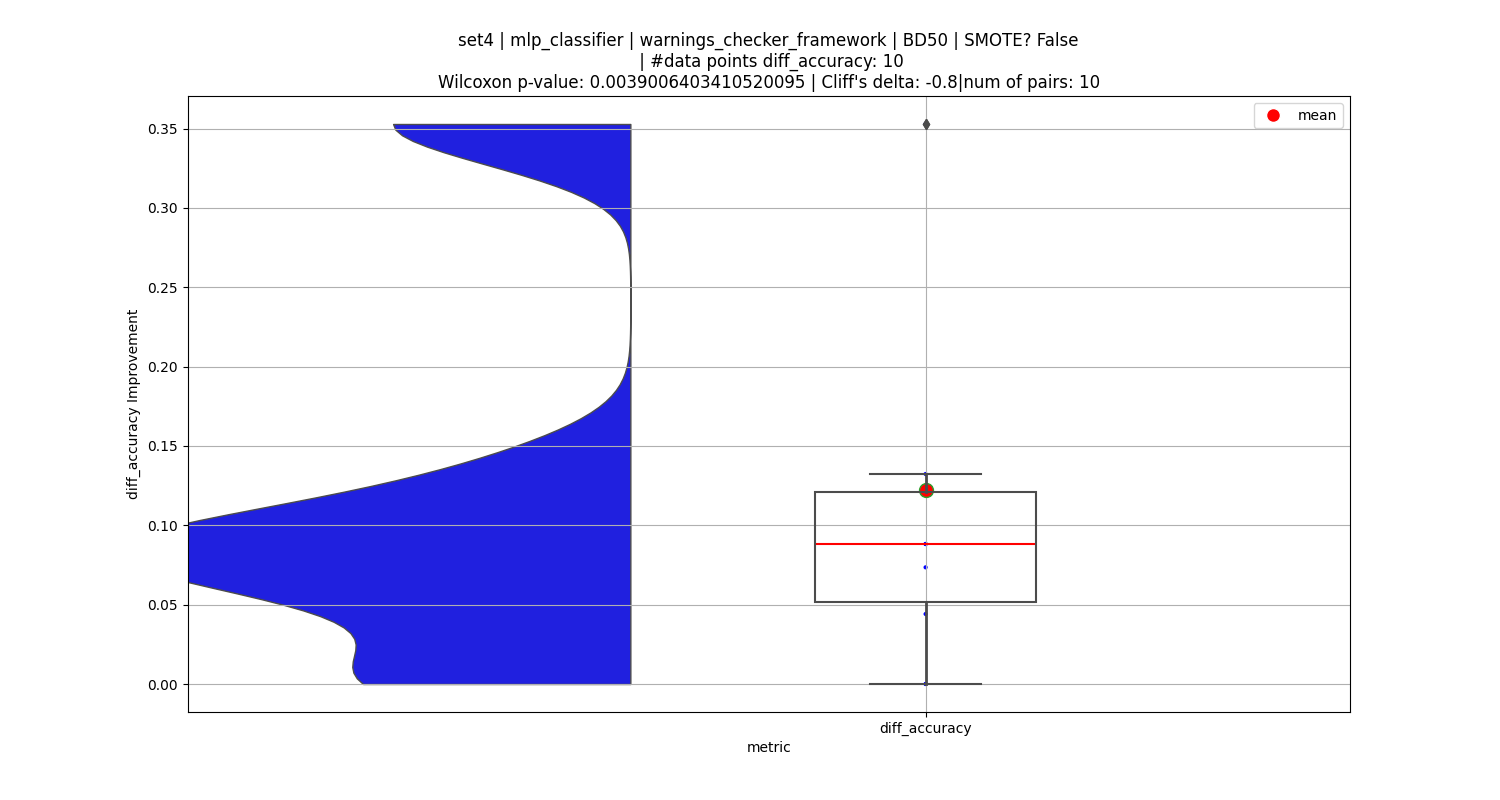 set4 | mlp_classifier | warnings_checker_framework | BD50 | SMOTE? False
| #data points diff_accuracy: 10
Wilcoxon p-value: 0.0039006403410520095 | Cliff's delta: -0.8|num of pairs: 10
mean
0.35
0.30
0.25
0.20
0.15
0.10
0.05
0.00
diff_accuracy Improvement
diff_accuracy
metric